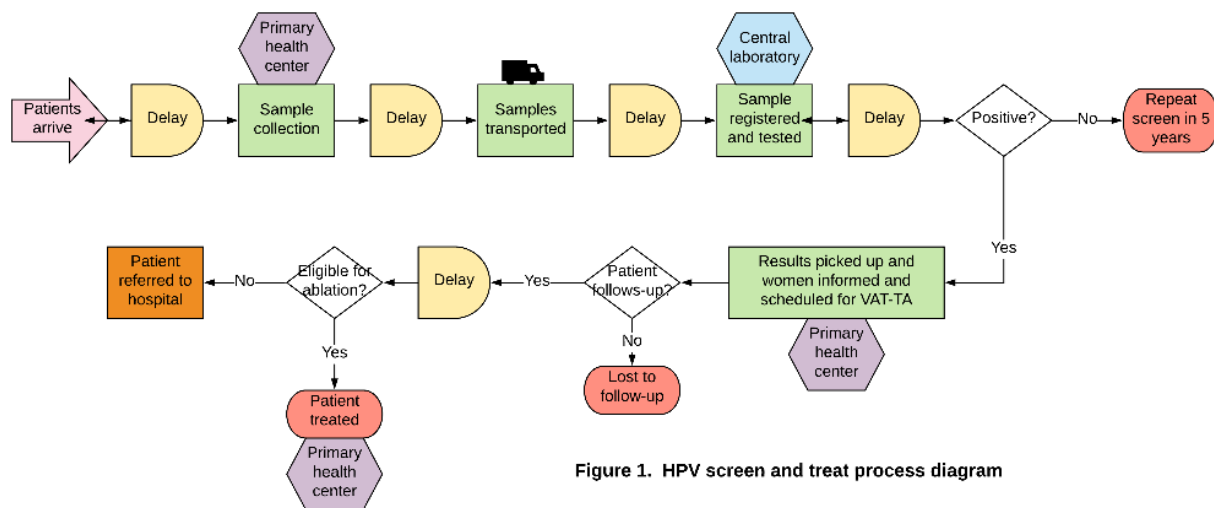 Primary
health
center
Central
laboratory
Patients
arrive
Delay
Sample
collection
Delay
Samples
transported
Delay
Sample
registered
and tested
Delay
Positive?
No
Repeat
screen in 5
years
Yes
Patient
referred to
hospital
No
Eligible for
ablation?
Delay
Yes
Patient
follows-up?
Results picked up and
women informed and
scheduled for VAT-TA
Primary
health
center
No
Lost to
follow-up
Yes
Patient
treated
Primary
health
center
Figure 1. HPV screen and treat process diagram